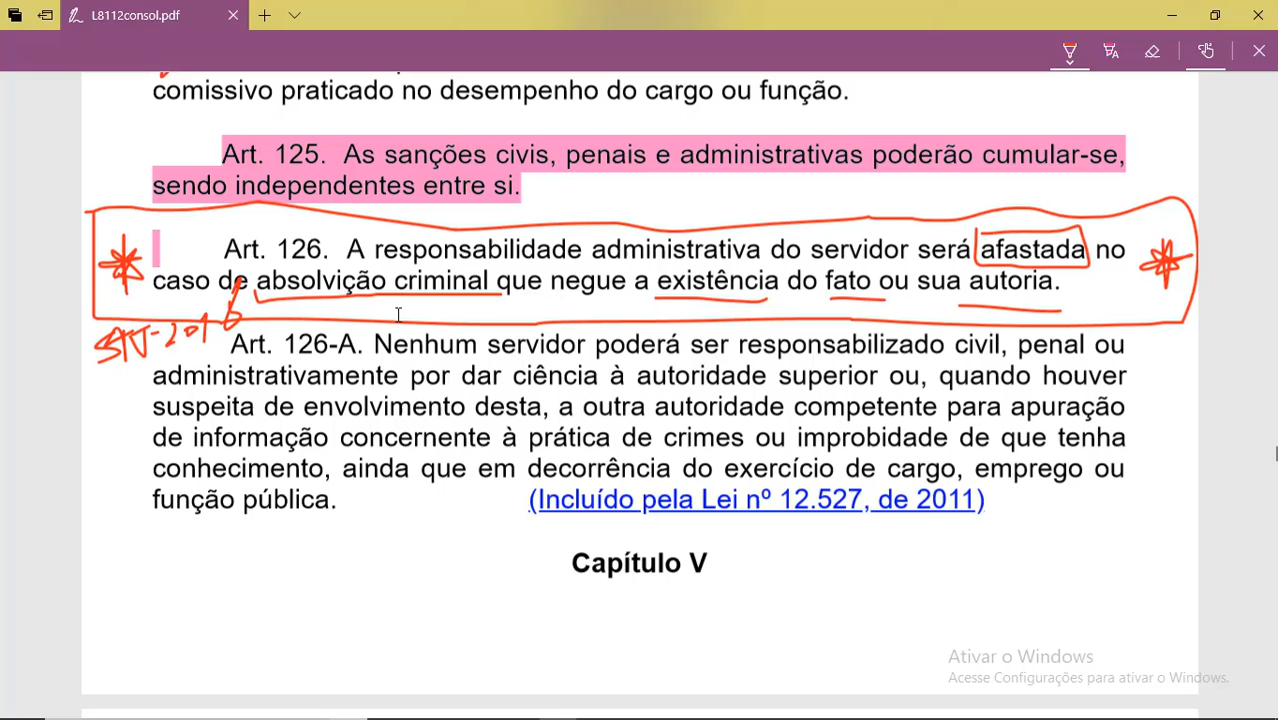 L8112consol.pdf
comissivo praticado no desempenho do cargo ou função.
Art. 125. As sanções civis, penais e administrativas poderão cumular-se,
sendo independentes entre si.
Art. 126. A responsabilidade administrativa do servidor será afastada no
caso de absolvição criminal que negue a existência do fato ou sua autoria.
Art. 126-A. Nenhum servidor poderá ser responsabilizado civil, penal ou
administrativamente por dar ciência à autoridade superior ou, quando houver
suspeita de envolvimento desta, a outra autoridade competente para apuração
de informação concernente à prática de crimes ou improbidade de que tenha
conhecimento, ainda que em decorrência do exercício de cargo, emprego ou
função pública. (Incluído pela Lei nº 12.527, de 2011)
Capítulo V
Ativar o Windows
Acesse Configurações para ativar o Windows.